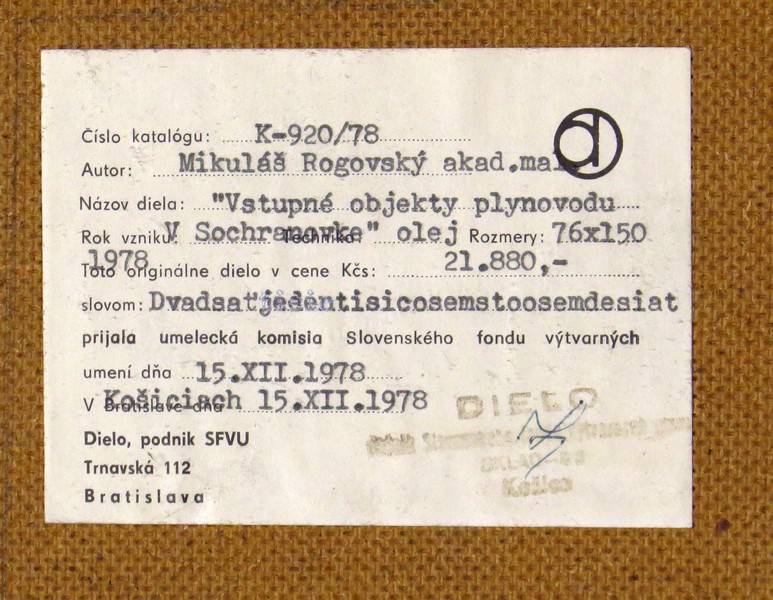 Číslo katalógu: K-920/78
Autor: Mikuláš Rogovský akad.mal.
Názov diela: "Vstupné objekty plynovodu
Rok vzniku: V Sochranovke" Technika: olej Rozmery: 76x150
1978
Toto originálne dielo v cene Kčs: 21.880,-
slovom: Dvadsaťjedentisícosemstoosemdesiat
prijala umelecká komisia Slovenského fondu výtvarných
umení dňa 15.XII.1978
V Bratislave dňa Košiciach 15.XII.1978
Dielo, podnik SFVU
Trnavská 112
Bratislava
DIELO
Košice